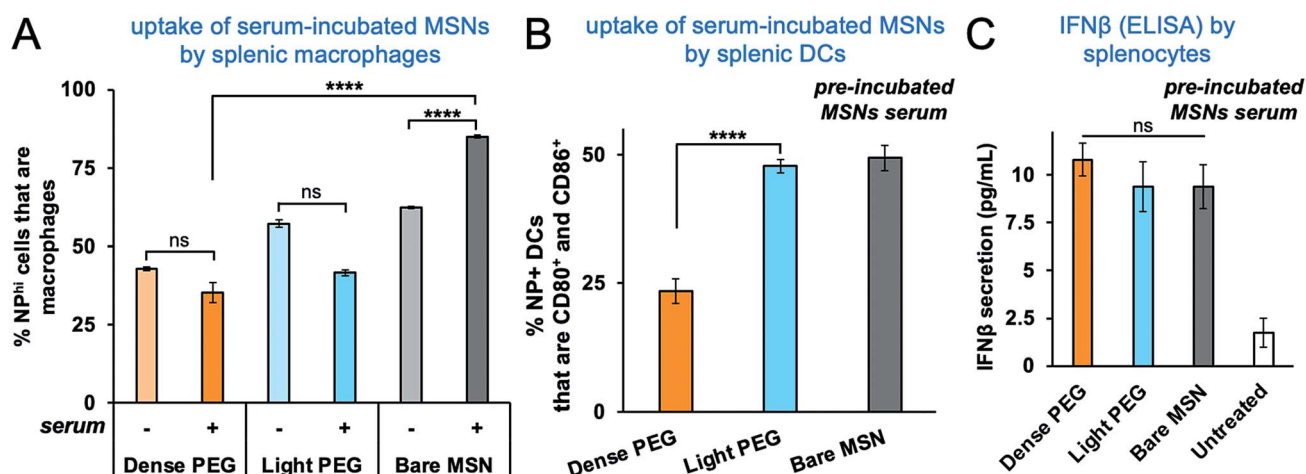 A
uptake of serum-incubated MSNs
by splenic macrophages
% NPhi cells that are
macrophages
100
75
50
25
0
ns
ns
****
****
serum
- + - + - +
Dense PEG Light PEG Bare MSN
B
uptake of serum-incubated MSNs
by splenic DCs
pre-incubated
MSNs serum
% NP+ DCs
that are CD80+ and CD86+
50
25
0
****
Dense PEG
Light PEG
Bare MSN
C
IFNβ (ELISA) by
splenocytes
pre-incubated
MSNs serum
IFNβ secretion (pg/mL)
10
7.5
5
2.5
0
ns
Dense PEG
Light PEG
Bare MSN
Untreated